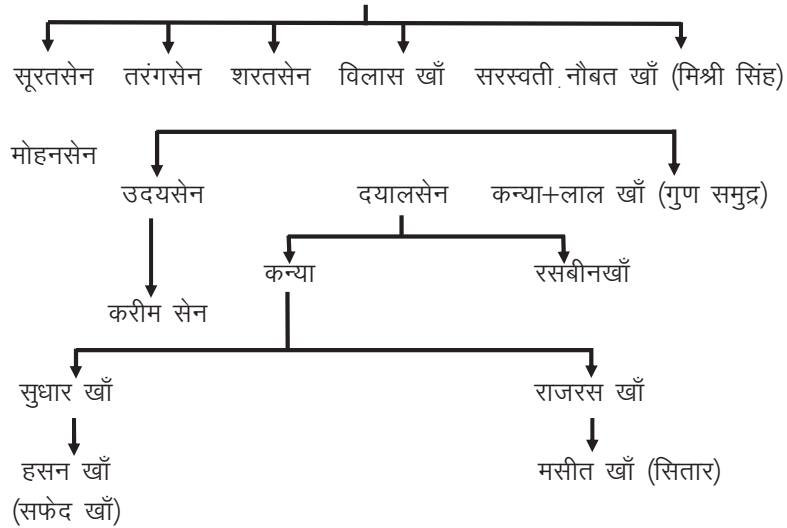 सूरतसेन तरंगसेन शरतसेन विलास खाँ सरस्वती.नौबत खाँ (मिश्री सिंह)
मोहनसेन
उदयसेन दयालसेन कन्या+लाल खाँ (गुण समुद्र)
कन्या रसबीनखाँ
करीम सेन
सुधार खाँ राजरस खाँ
हसन खाँ मसीत खाँ (सितार)
(सफेद खाँ)